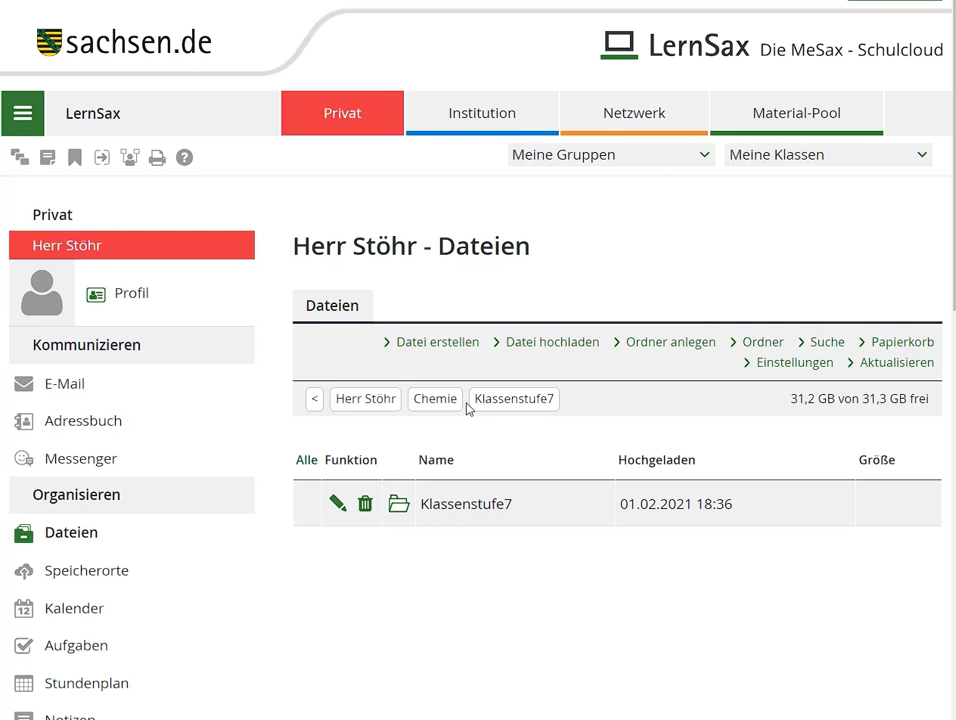 sachsen.de
LernSax Die MeSax - Schulcloud
LernSax
Privat
Institution
Netzwerk
Material-Pool
Meine Gruppen
Meine Klassen
Privat
Herr Stöhr
Profil
Kommunizieren
E-Mail
Adressbuch
Messenger
Organisieren
Dateien
Speicherorte
12 Kalender
Aufgaben
Stundenplan
Notizen
Herr Stöhr - Dateien
Dateien
> Datei erstellen > Datei hochladen > Ordner anlegen > Ordner > Suche > Papierkorb
> Einstellungen > Aktualisieren
< Herr Stöhr Chemie Klassenstufe7 31,2 GB von 31,3 GB frei
Alle Funktion Name Hochgeladen Größe
Klassenstufe7 01.02.2021 18:36